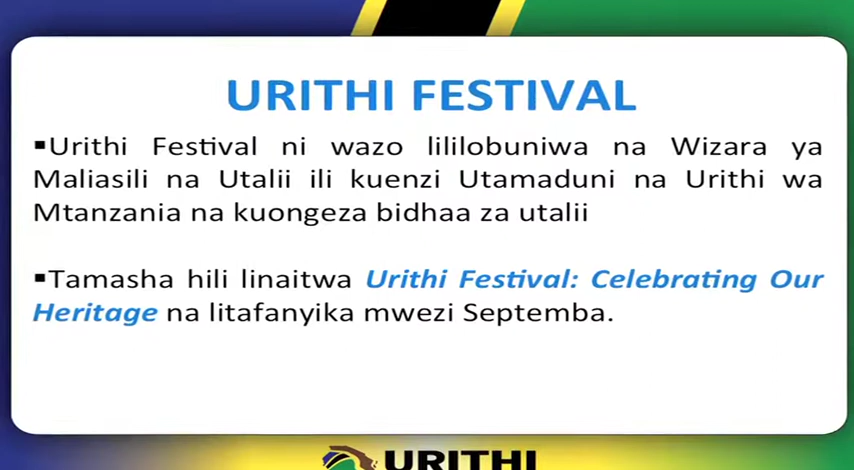 URITHI FESTIVAL
▪Urithi Festival ni wazo lililobuniwa na Wizara ya
Maliasili na Utalii ili kuenzi Utamaduni na Urithi wa
Mtanzania na kuongeza bidhaa za utalii
▪Tamasha hili linaitwa Urithi Festival: Celebrating Our
Heritage na litafanyika mwezi Septemba.
URITHI